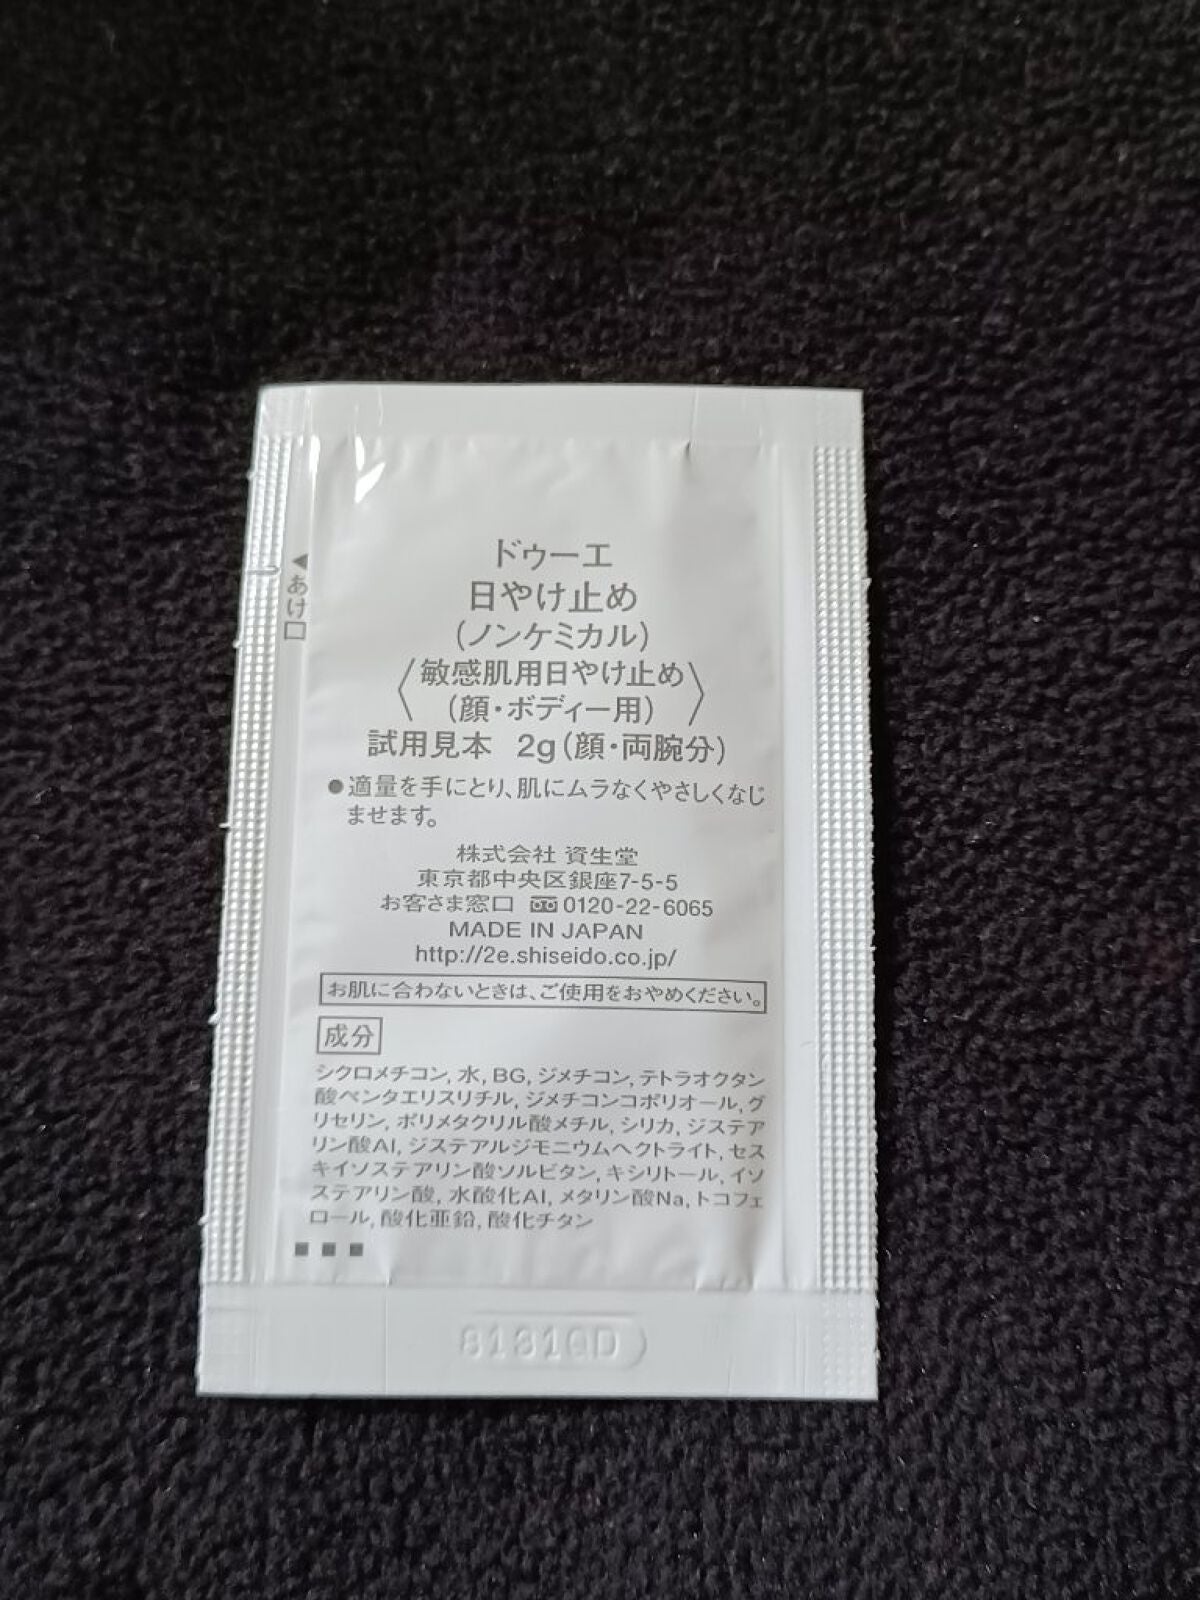 ◀あけ口
ドゥーエ
日やけ止め
(ノンケミカル)
〈敏感肌用日やけ止め
(顔・ボディー用)〉
試用見本 2g(顔・両腕分)
●適量を手にとり、肌にムラなくやさしくなじ
ませます。
株式会社 資生堂
東京都中央区銀座7-5-5
お客さま窓口 0120-22-6065
MADE IN JAPAN
http://2e.shiseido.co.jp/
お肌に合わないときは、ご使用をおやめください。
成分
シクロメチコン, 水, BG, ジメチコン, テトラオクタン
酸ペンタエリスリチル, ジメチコンコポリオール, グ
リセリン, ポリメタクリル酸メチル, シリカ, ジステア
リン酸Al, ジステアルジモニウムヘクトライト, セス
キイソステアリン酸ソルビタン, キシリトール, イソ
ステアリン酸, 水酸化Al, メタリン酸Na, トコフェ
ロール, 酸化亜鉛, 酸化チタン